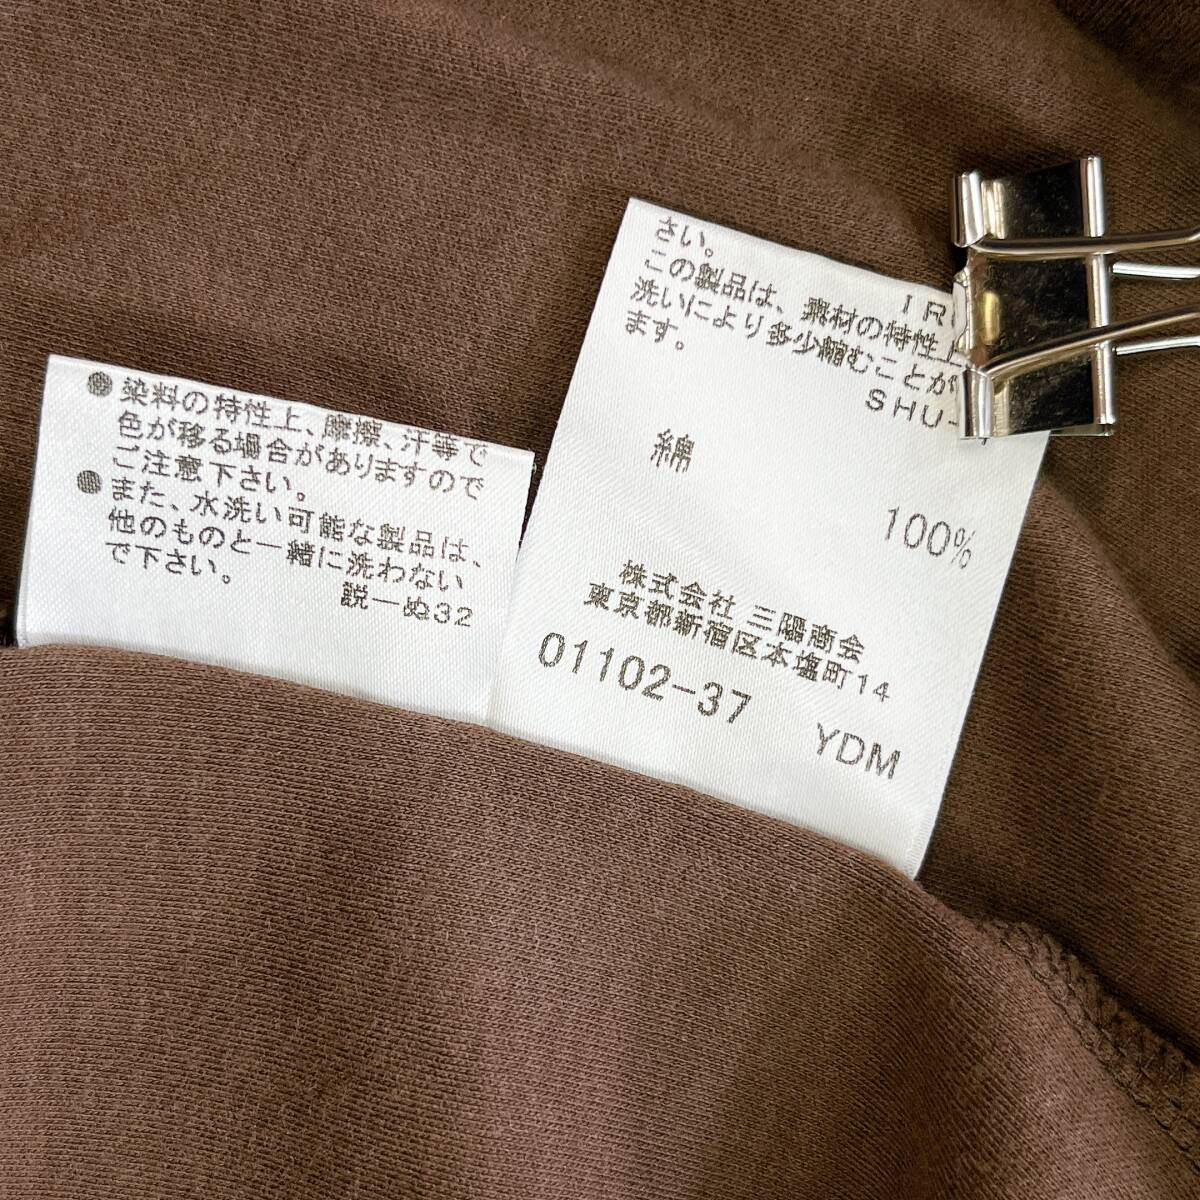 ● 染料の特性上、摩擦、汗等で
色が移る場合がありますので
ご注意下さい。
● また、水洗い可能な製品は、
他のものと一緒に洗わない
で下さい。
説ーぬ32
さい。
IR
この製品は、素材の特性上
洗いにより多少縮むことが
ます。
SHU-
綿
100%
株式会社 三陽商会
東京都新宿区本塩町14
01102-37
YDM